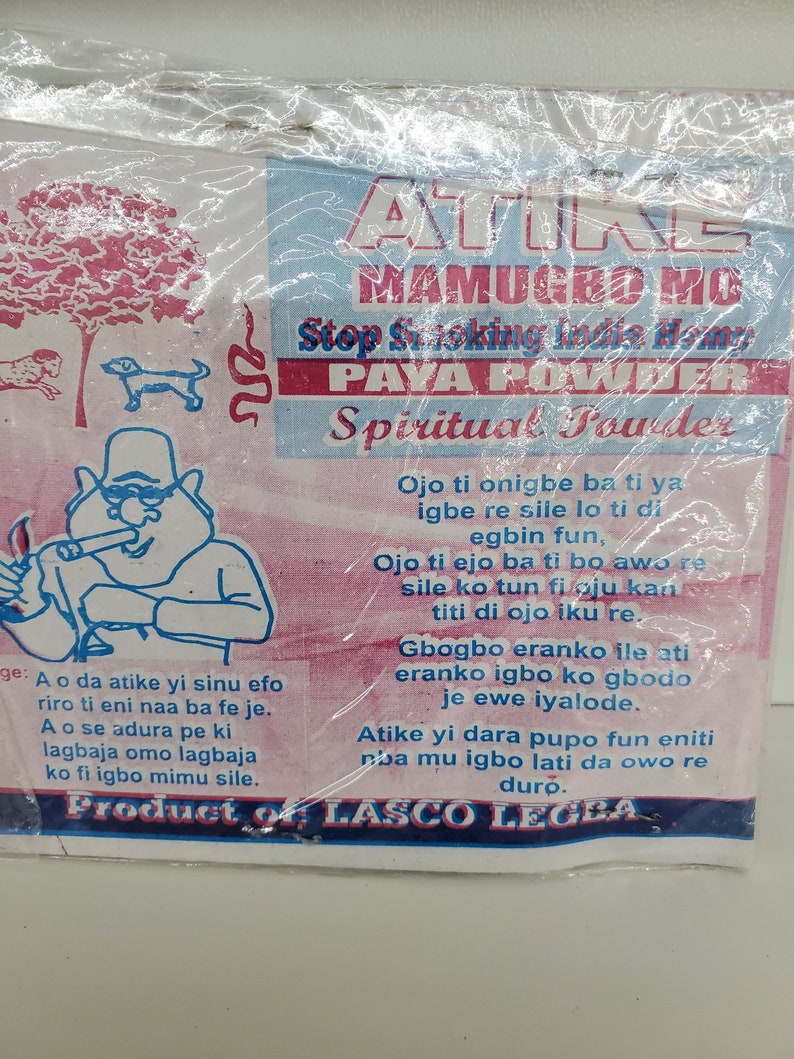 ATIKE
MAMUGBO MO
Stop Smoking India Hemp
PAYA POWDER
Spiritual Powder
Ojo ti onigbe ba ti ya
igbe re sile lo ti di
egbin fun,
Ojo ti ejo ba ti bo awo re
sile ko tun fi oju kan
titi di ojo iku re.
Gbogbo eranko ile ati
eranko igbo ko gbodo
je ewe iyalode.
Atike yi dara pupo fun eniti
nba mu igbo lati da owo re
duro.
ge:
A o da atike yi sinu efo
riro ti eni naa ba fe je.
A o se adura pe ki
lagbaja omo lagbaja
ko fi igbo mimu sile.
Product of: LASCO LEGBA